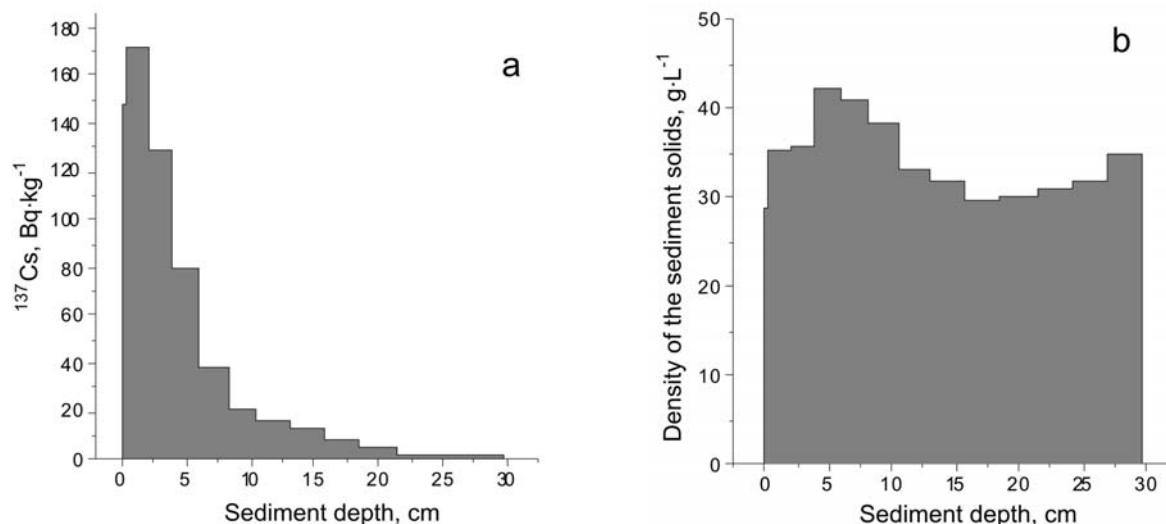 a
180
160
140
120
100
80
60
40
20
0
¹³⁷Cs, Bq·kg⁻¹
0 5 10 15 20 25 30
Sediment depth, cm
b
50
40
30
20
10
0
Density of the sediment solids, g·L⁻¹
0 5 10 15 20 25 30
Sediment depth, cm